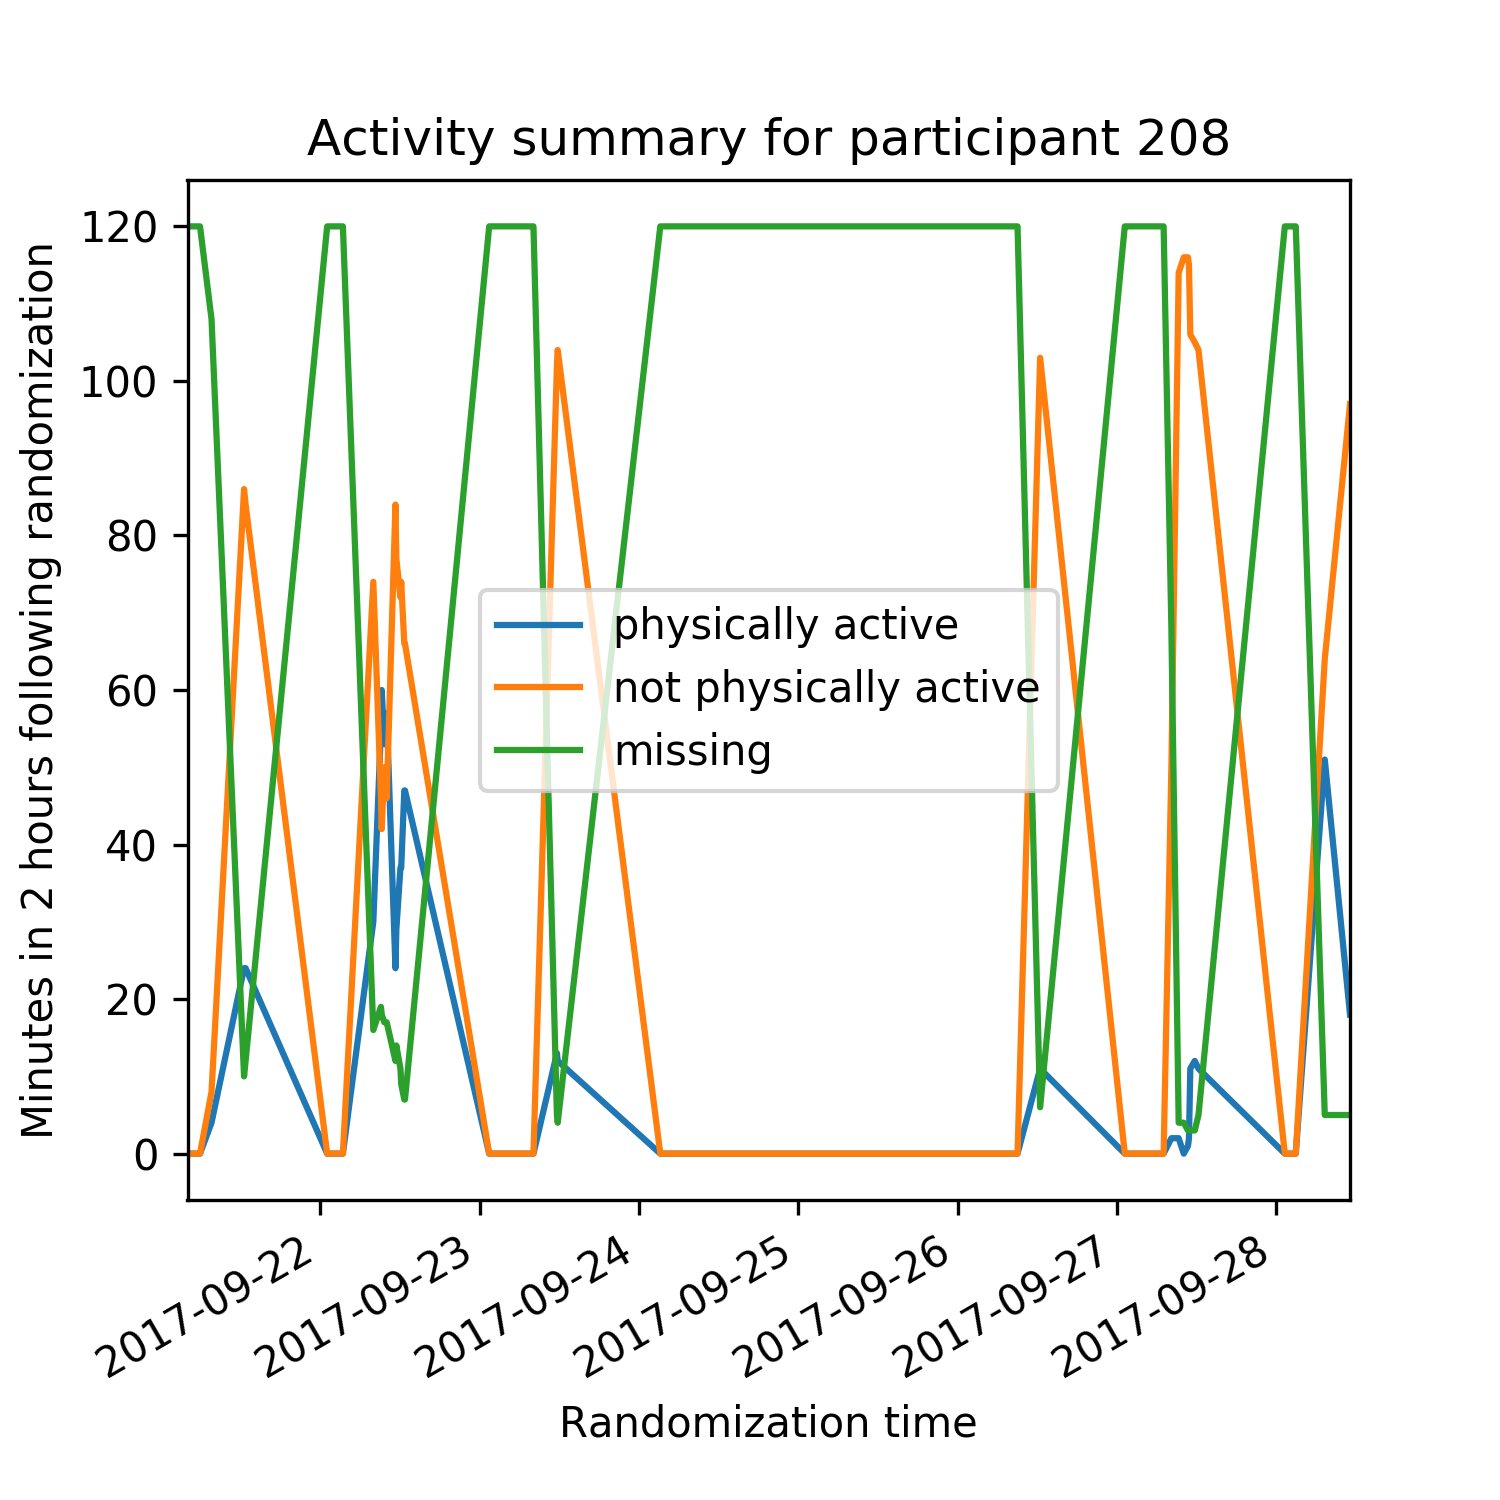 Activity summary for participant 208
Minutes in 2 hours following randomization
120
100
80
60
40
20
0
physically active
not physically active
missing
2017-09-22
2017-09-23
2017-09-24
2017-09-25
2017-09-26
2017-09-27
2017-09-28
Randomization time